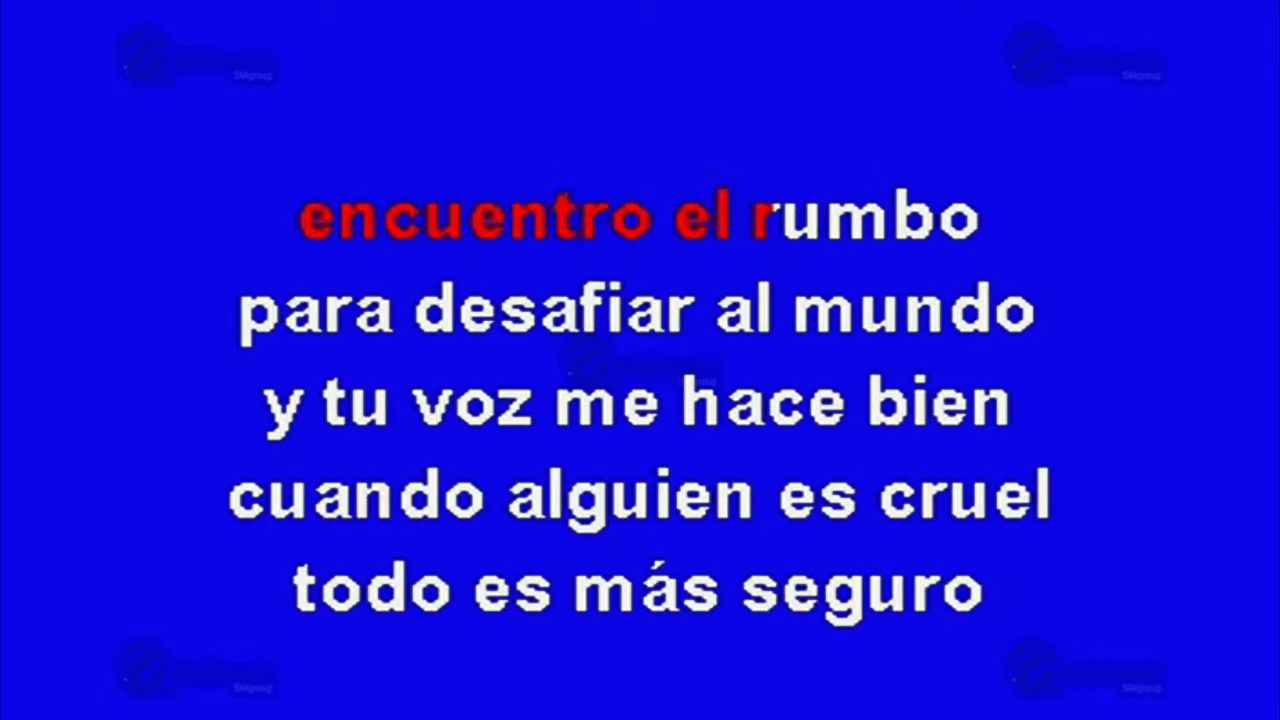 encuentro el rumbo
para desafiar al mundo
y tu voz me hace bien
cuando alguien es cruel
todo es más seguro